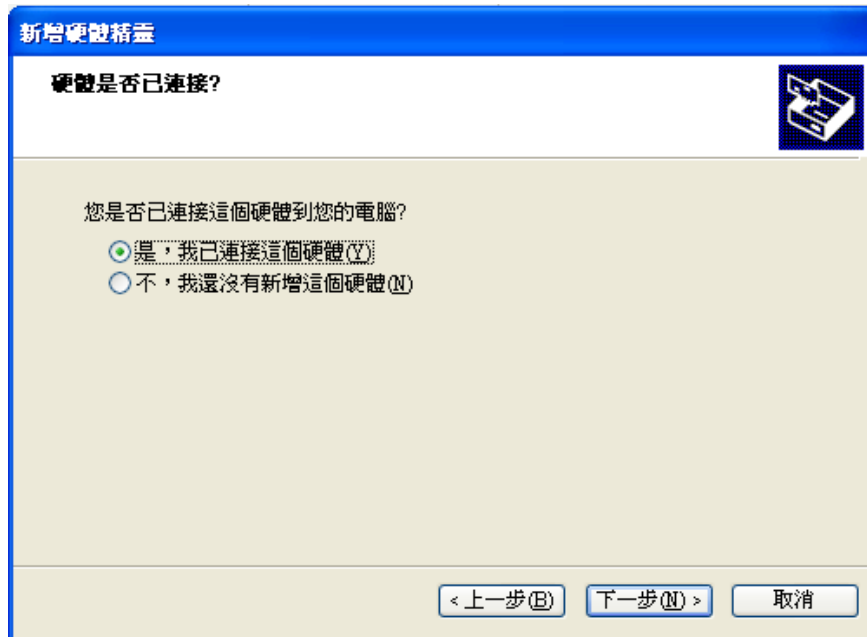 新增硬體精靈
硬體是否已連接?
您是否已連接這個硬體到您的電腦?
是，我已連接這個硬體(Y)
不，我還沒有新增這個硬體(N)
<上一步(B) 下一步(N)> 取消